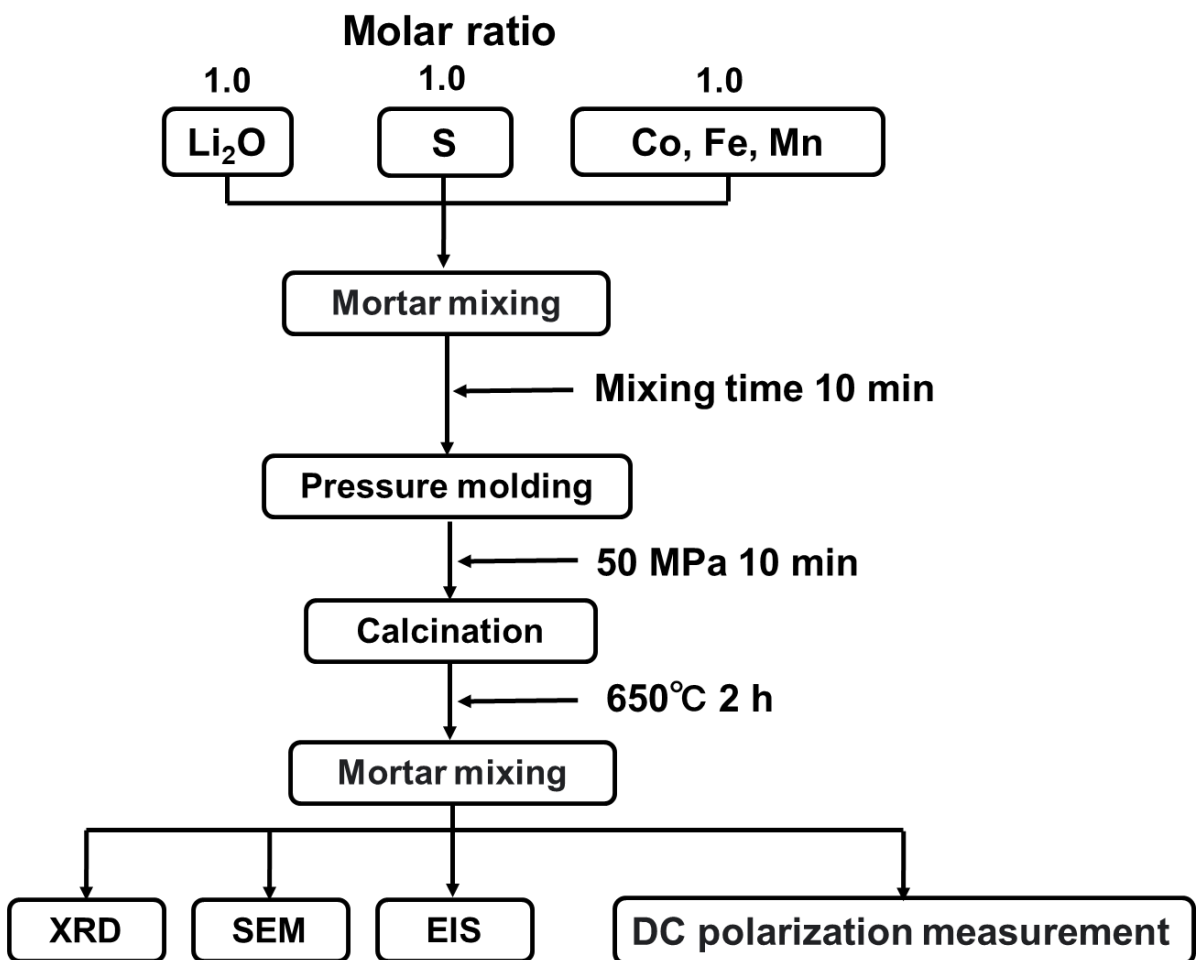 Molar ratio
1.0 1.0 1.0
Li₂O S Co, Fe, Mn
Mortar mixing
Mixing time 10 min
Pressure molding
50 MPa 10 min
Calcination
650℃ 2 h
Mortar mixing
XRD SEM EIS DC polarization measurement